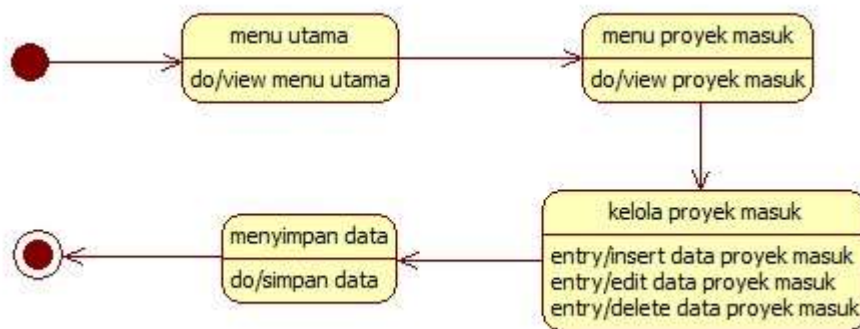 menu utama
do/view menu utama
menu proyek masuk
do/view proyek masuk
kelola proyek masuk
entry/insert data proyek masuk
entry/edit data proyek masuk
entry/delete data proyek masuk
menyimpan data
do/simpan data